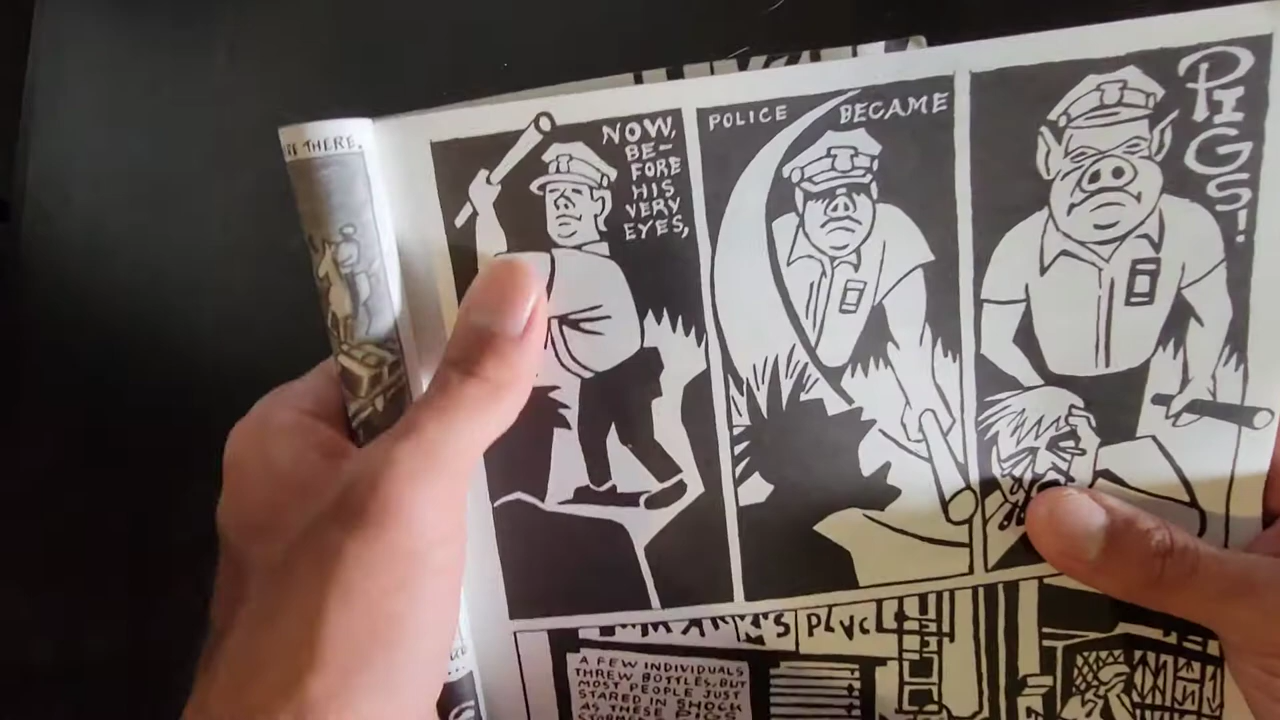 BE THERE.
NOW,
BE-
FORE
HIS
VERY
EYES,
POLICE BECAME
PIGS!
A FEW INDIVIDUALS
THREW BOTTLES, BUT
MOST PEOPLE JUST
STARED IN SHOCK
AS THESE PIGS